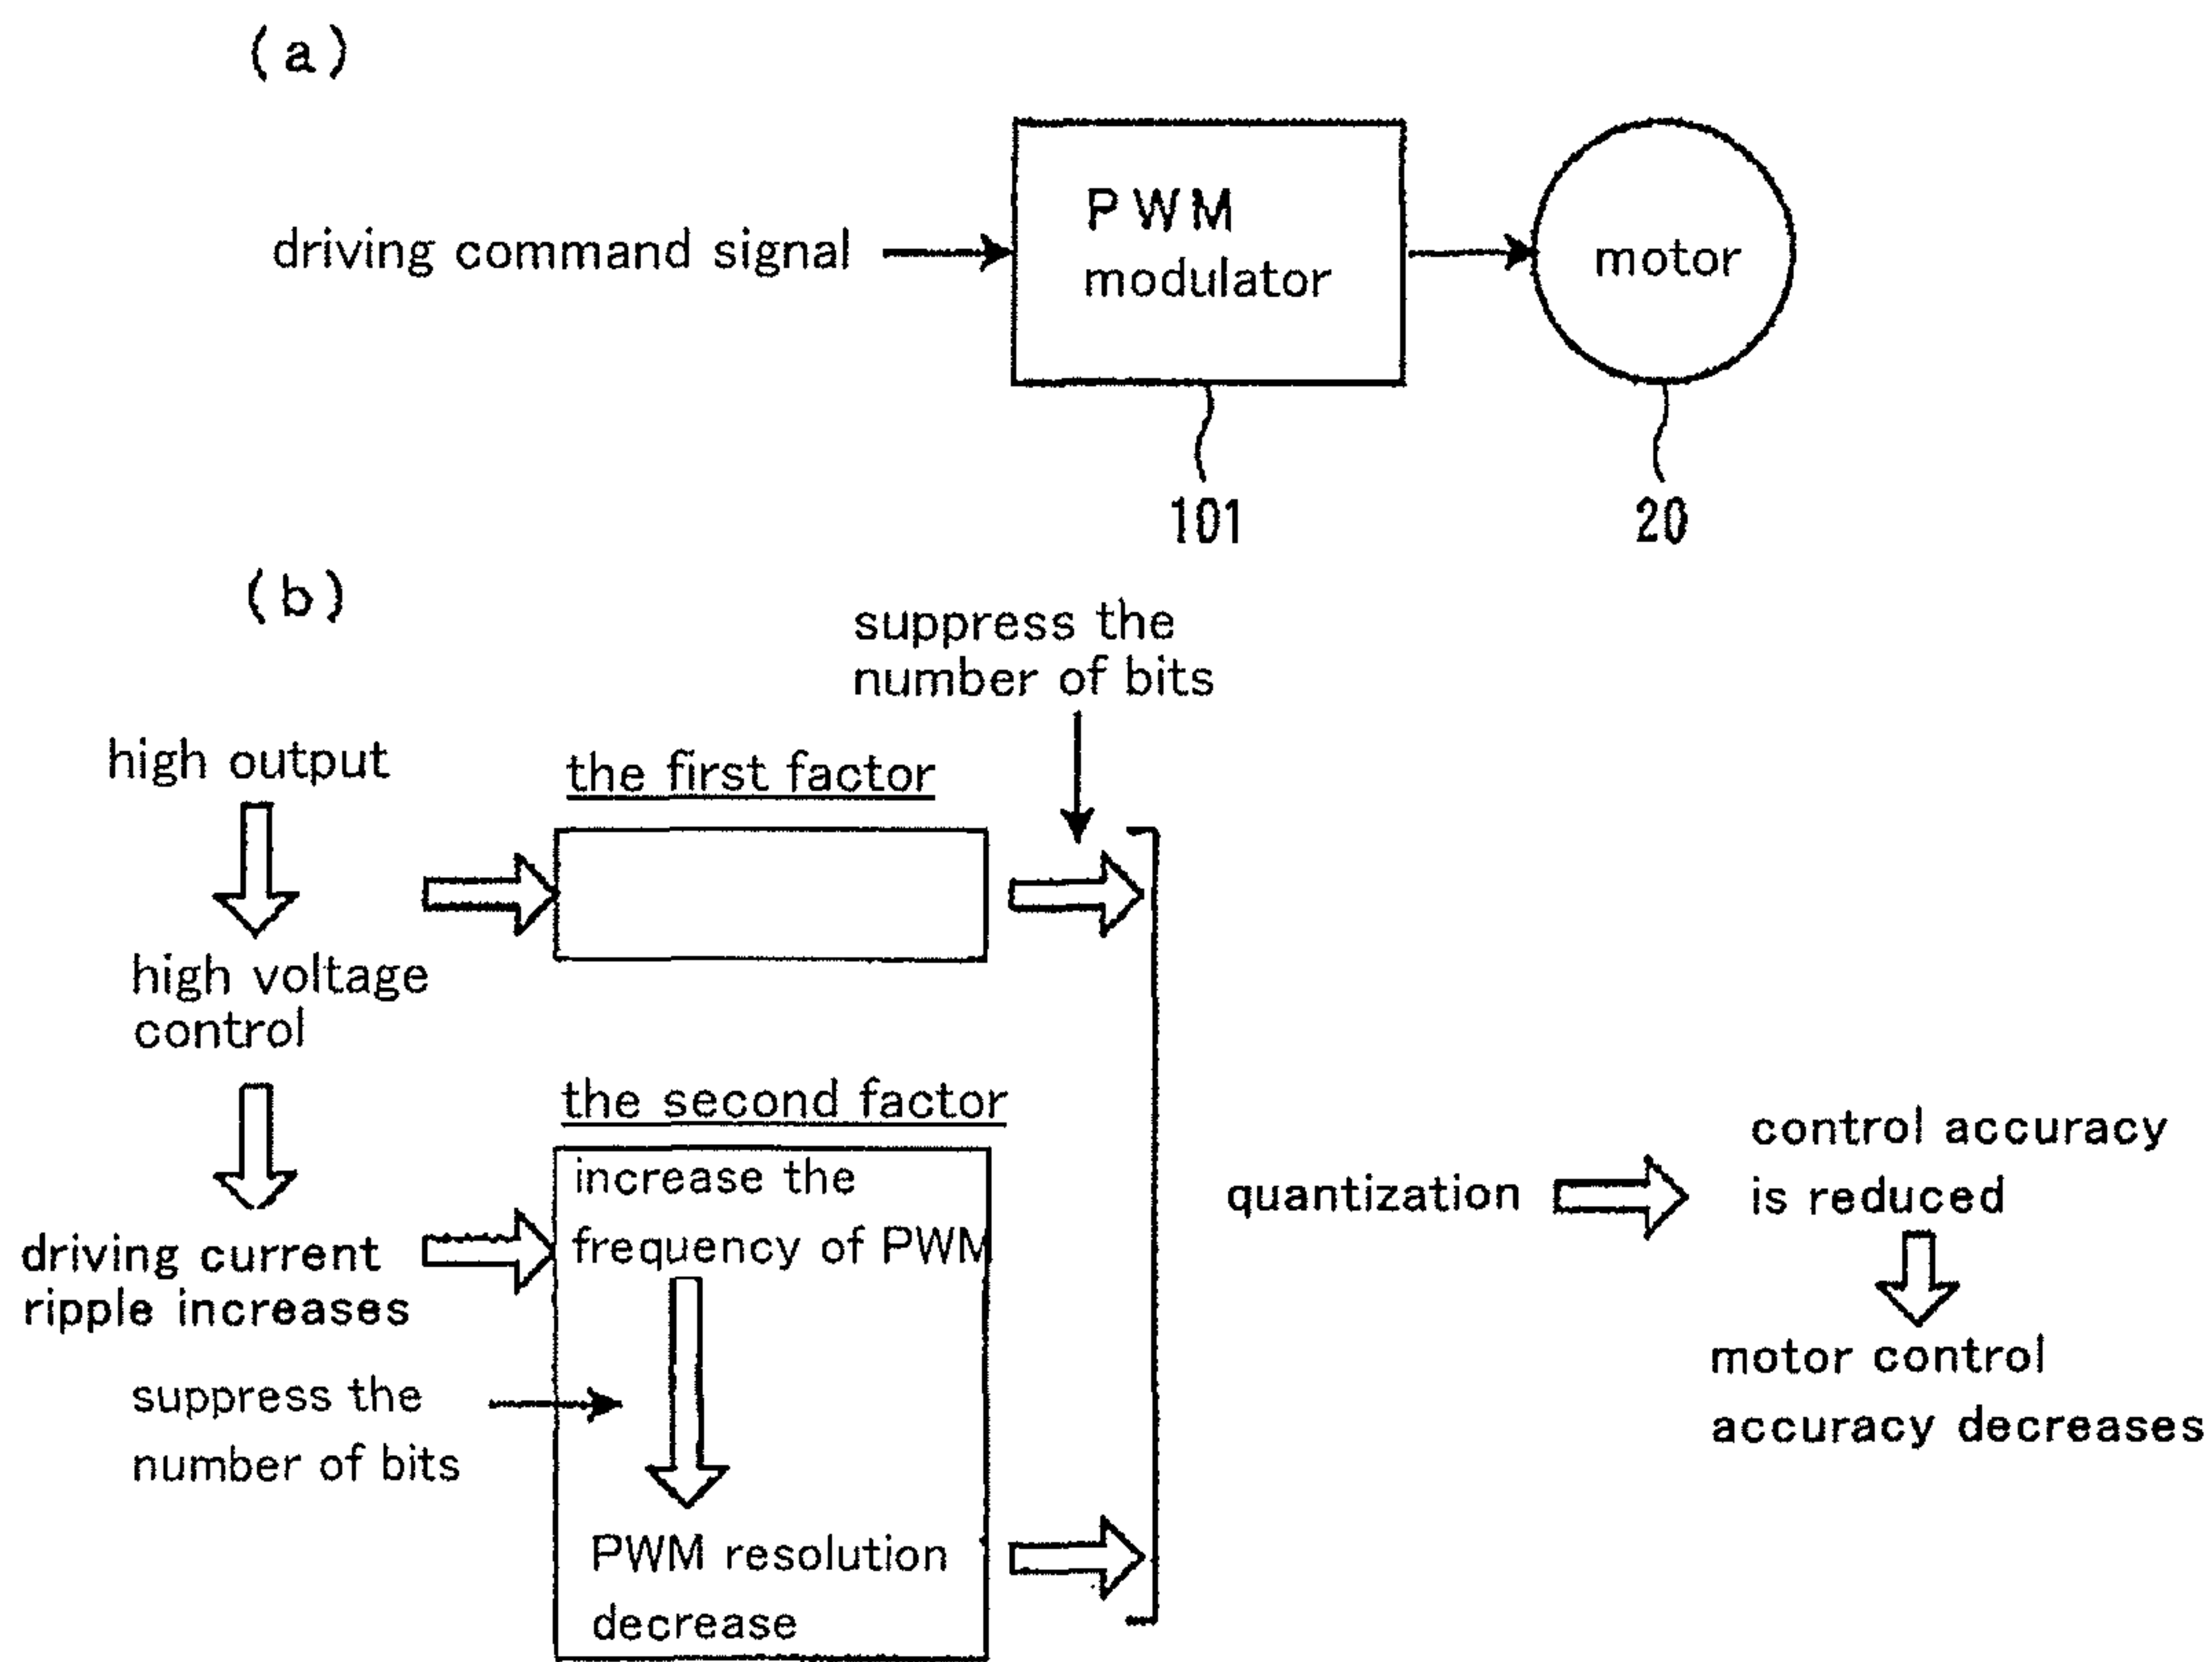 (a)
driving command signal
PWM
modulator
motor
101
20
(b)
suppress the
number of bits
high output
the first factor
high voltage
control
the second factor
increase the
frequency of PWM
driving current
ripple increases
suppress the
number of bits
PWM resolution
decrease
quantization
control accuracy
is reduced
motor control
accuracy decreases